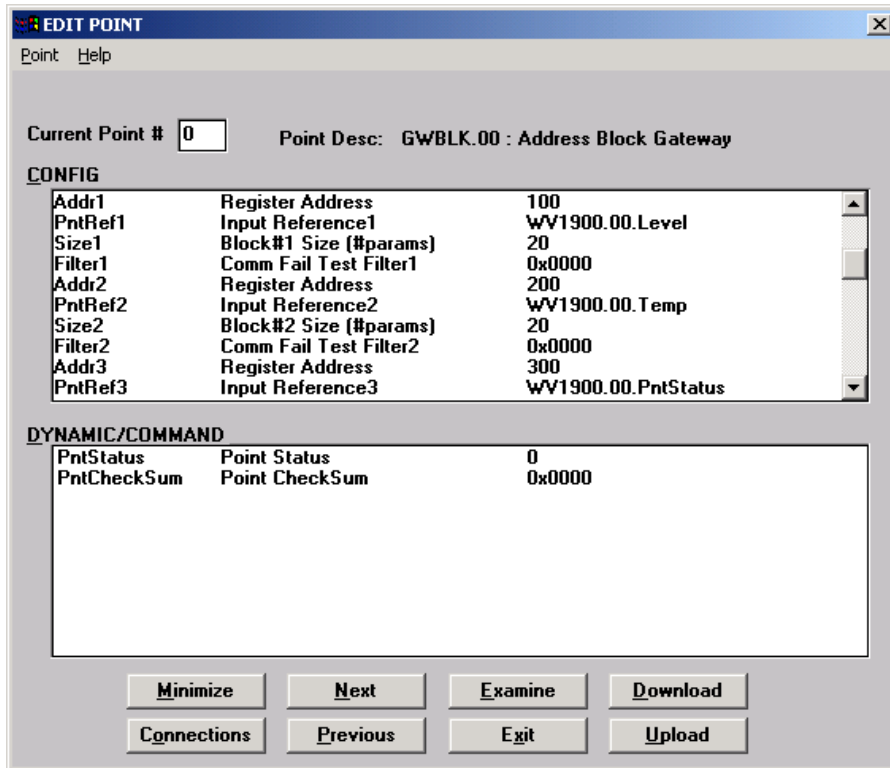 EDIT POINT
Point Help
Current Point # 0 Point Desc: GWBLK.00 : Address Block Gateway
CONFIG
Addr1 Register Address 100
PntRef1 Input Reference1 WV1900.00.Level
Size1 Block#1 Size (#params) 20
Filter1 Comm Fail Test Filter1 0x0000
Addr2 Register Address 200
PntRef2 Input Reference2 WV1900.00.Temp
Size2 Block#2 Size (#params) 20
Filter2 Comm Fail Test Filter2 0x0000
Addr3 Register Address 300
PntRef3 Input Reference3 WV1900.00.PntStatus
DYNAMIC/COMMAND
PntStatus Point Status 0
PntCheckSum Point CheckSum 0x0000
Minimize Next Examine Download
Connections Previous Exit Upload